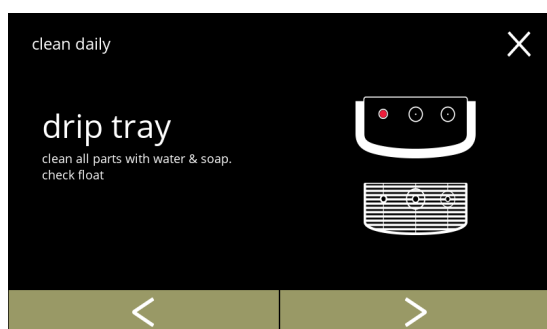 clean daily
drip tray
clean all parts with water & soap.
check float